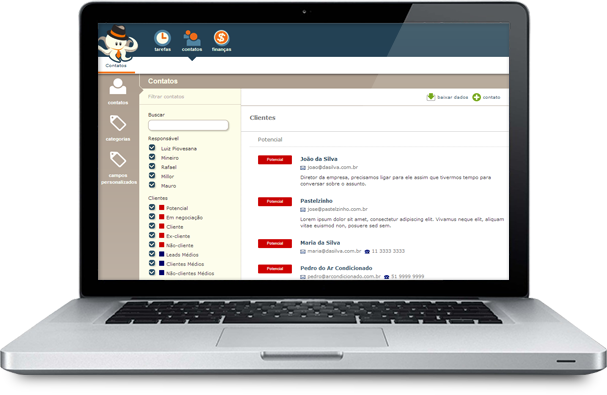 tarefas
contatos
finanças
Contatos
contatos
categorias
campos
personalizados
Contatos
Filtrar contatos
Buscar
Responsável
Luiz Piovesana
Mineiro
Rafael
Millor
Mauro
Clientes
Potencial
Em negociação
Cliente
Ex-cliente
Não-cliente
Leads Médios
Clientes Médios
Não-clientes Médios
baixar dados
contato
Clientes
Potencial
Potencial
João da Silva
joao@dasilva.com.br
Diretor da empresa, precisamos ligar para ele assim que tivermos tempo para
conversar sobre o assunto.
Potencial
Pastelzinho
jose@pastelzinho.com.br
Lorem ipsum dolor sit amet, consectetur adipiscing elit. Vivamus neque elit, aliquam
vitae euismod non, posuere sed sem.
Potencial
Maria da Silva
maria@dasilva.com.br 11 3333 3333
Potencial
Pedro do Ar Condicionado
pedro@arcondicionado.com.br 51 9999 9999